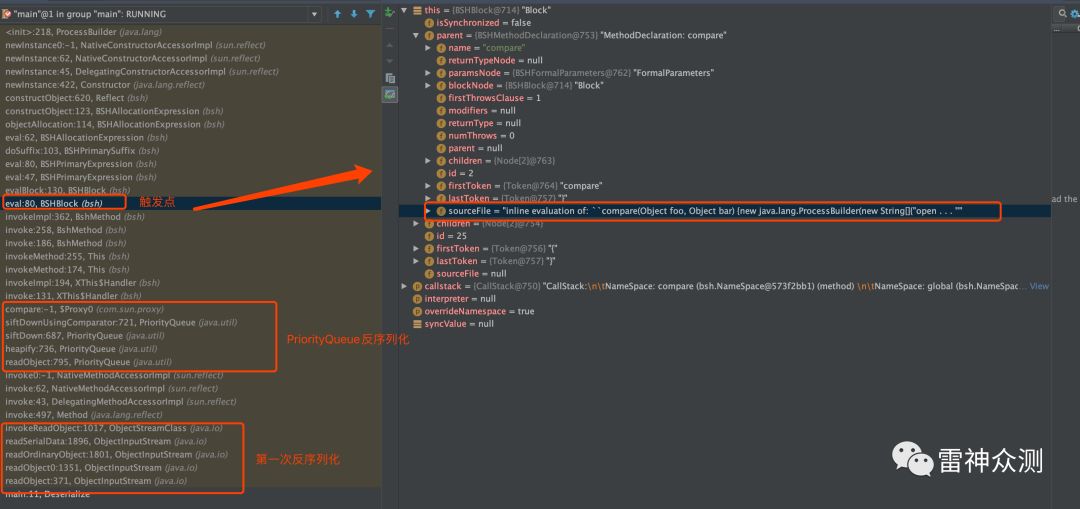 "main"@1 in group "main": RUNNING
<init>:218, ProcessBuilder (java.lang)
newInstance0:-1, NativeConstructorAccessorImpl (sun.reflect)
newInstance:62, NativeConstructorAccessorImpl (sun.reflect)
newInstance:45, DelegatingConstructorAccessorImpl (sun.reflect)
newInstance:422, Constructor (java.lang.reflect)
constructObject:620, Reflect (bsh)
constructObject:123, BSHAllocationExpression (bsh)
objectAllocation:114, BSHAllocationExpression (bsh)
eval:62, BSHAllocationExpression (bsh)
doSuffix:103, BSHPrimarySuffix (bsh)
eval:80, BSHPrimaryExpression (bsh)
eval:47, BSHPrimaryExpression (bsh)
evalBlock:130, BSHBlock (bsh)
eval:80, BSHBlock (bsh)
触发点
invokeImpl:362, BshMethod (bsh)
invoke:258, BshMethod (bsh)
invoke:186, BshMethod (bsh)
invokeMethod:255, This (bsh)
invokeMethod:174, This (bsh)
invokeImpl:194, XThis$Handler (bsh)
invoke:131, XThis$Handler (bsh)
compare:-1, $Proxy0 (com.sun.proxy)
siftDownUsingComparator:721, PriorityQueue (java.util)
siftDown:687, PriorityQueue (java.util)
heapify:736, PriorityQueue (java.util)
readObject:795, PriorityQueue (java.util)
PriorityQueue反序列化
invoke0:-1, NativeMethodAccessorImpl (sun.reflect)
invoke:62, NativeMethodAccessorImpl (sun.reflect)
invoke:43, DelegatingMethodAccessorImpl (sun.reflect)
invoke:497, Method (java.lang.reflect)
invokeReadObject:1017, ObjectStreamClass (java.io)
readSerialData:1896, ObjectInputStream (java.io)
readOrdinaryObject:1801, ObjectInputStream (java.io)
readObject0:1351, ObjectInputStream (java.io)
readObject:371, ObjectInputStream (java.io)
第一次反序列化
main:11, Deserialize
this = {BSHBlock@714} "Block"
isSynchronized = false
parent = {BSHMethodDeclaration@753} "MethodDeclaration: compare"
name = "compare"
returnTypeNode = null
paramsNode = {BSHFormalParameters@762} "FormalParameters"
blockNode = {BSHBlock@714} "Block"
firstThrowsClause = 1
modifiers = null
returnType = null
numThrows = 0
parent = null
children = {Node[2]@763}
id = 2
firstToken = {Token@764} "compare"
lastToken = {Token@757} "}"
sourceFile = "inline evaluation of: ``compare(Object foo, Object bar) {new java.lang.ProcessBuilder(new String[]{"open . . . ''"
children = {Node[2]@754}
id = 25
firstToken = {Token@756} "{"
lastToken = {Token@757} "}"
sourceFile = null
callstack = {CallStack@750} "CallStack:\n\tNameSpace: compare (bsh.NameSpace@573f2bb1) (method) \nNameSpace: global (bsh.NameSpac... View
interpreter = null
overrideNamespace = true
syncValue = null
...
ad the
雷神众测